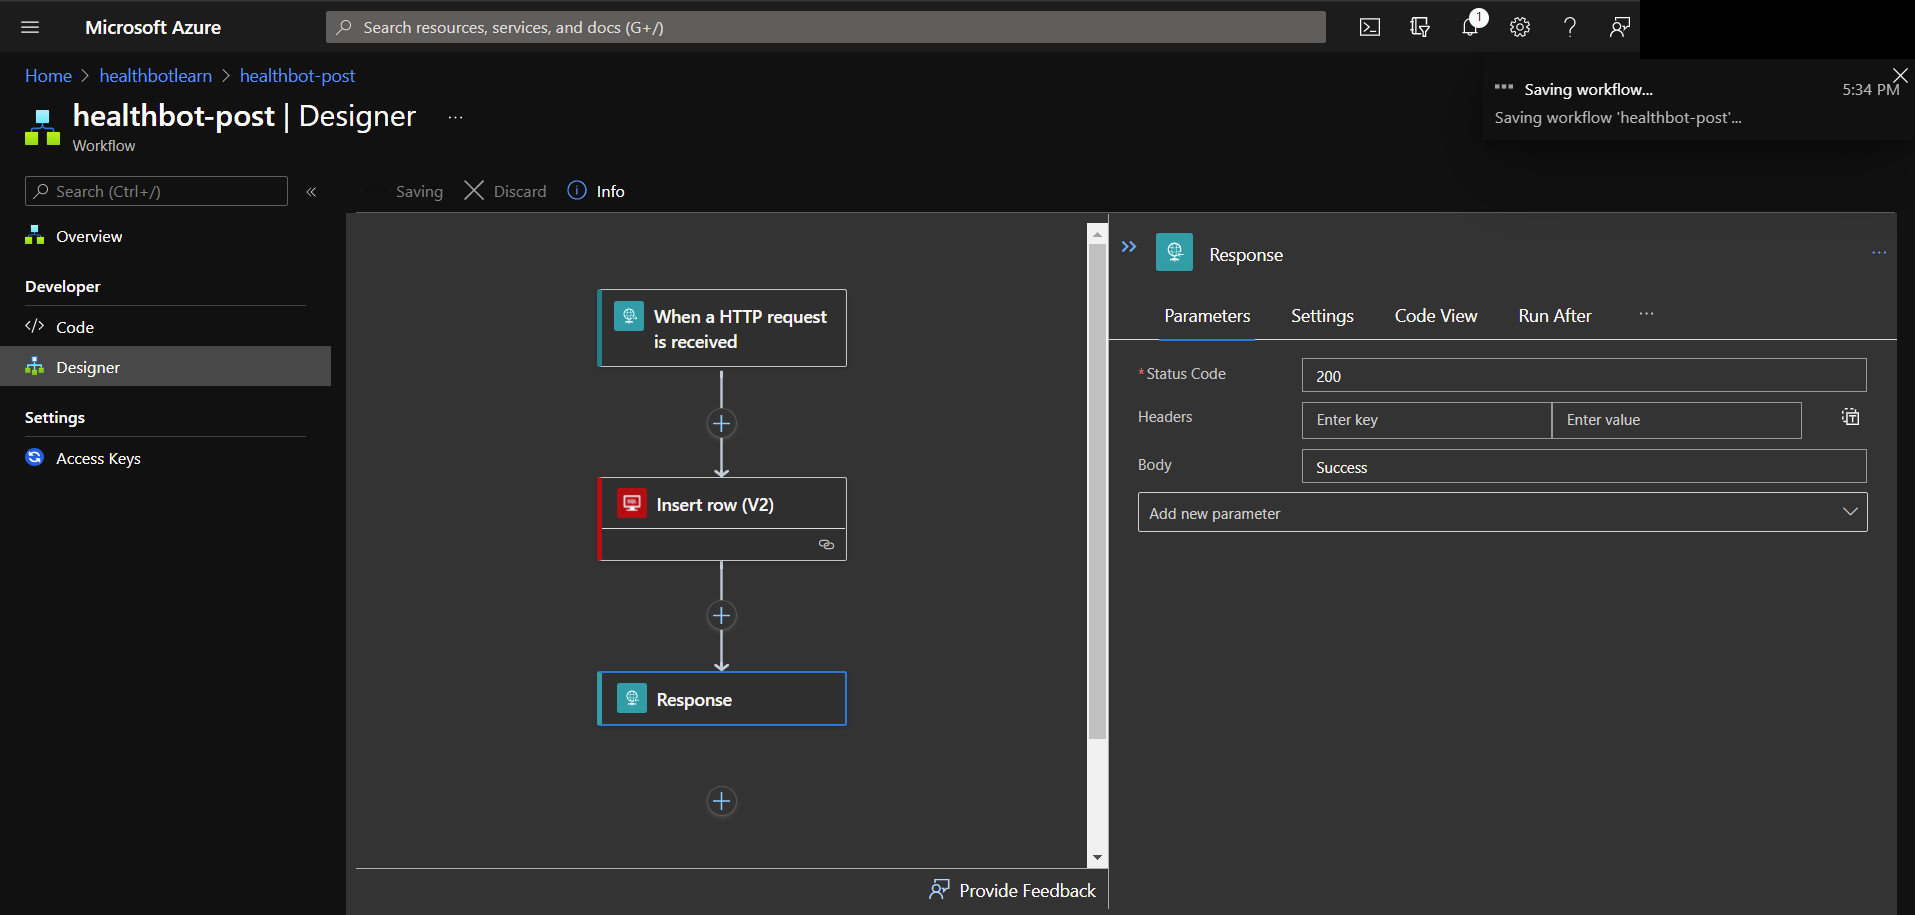 Microsoft Azure
Search resources, services, and docs (G+/)
1
Home > healthbotlearn > healthbot-post
healthbot-post | Designer ...
Workflow
Saving workflow... 5:34 PM
Saving workflow 'healthbot-post'...
Search (Ctrl+/) «
Overview
Developer
Code
Designer
Settings
Access Keys
Saving Discard Info
When a HTTP request
is received
Insert row (V2)
Response
Provide Feedback
Response ...
Parameters Settings Code View Run After ...
*Status Code 200
Headers Enter key Enter value
Body Success
Add new parameter